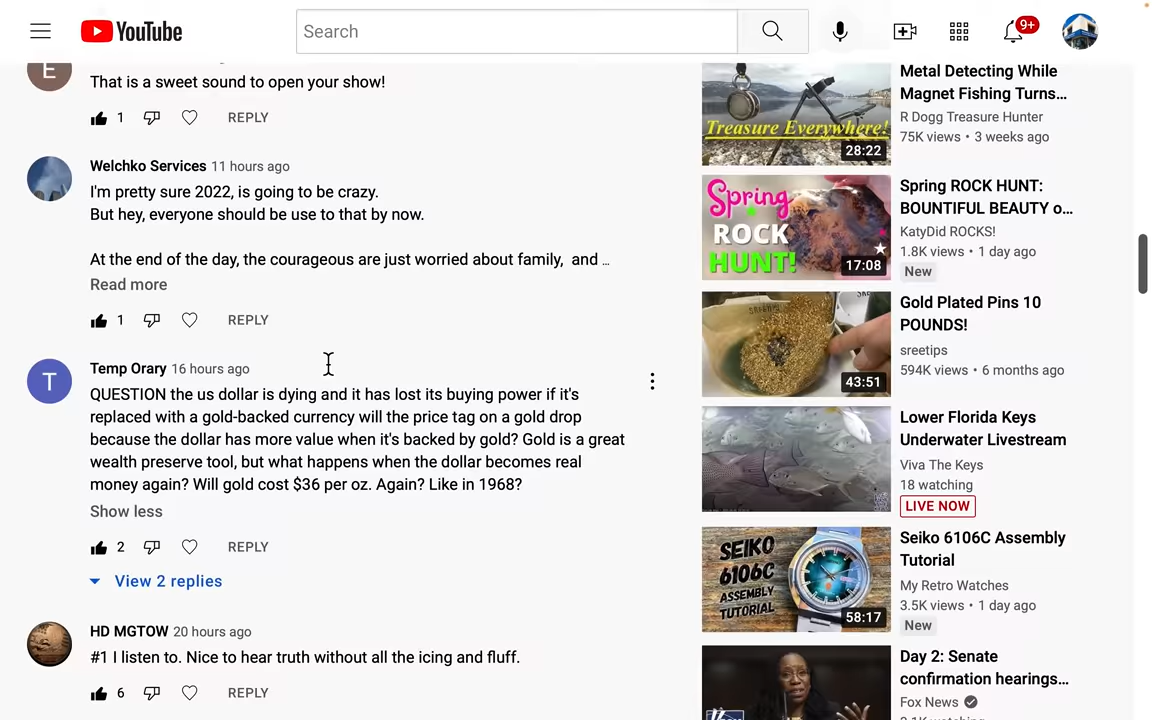 YouTube
Search
9+
E
That is a sweet sound to open your show!
1
REPLY
Welchko Services 11 hours ago
I'm pretty sure 2022, is going to be crazy.
But hey, everyone should be use to that by now.
At the end of the day, the courageous are just worried about family, and ...
Read more
1
REPLY
T
Temp Orary 16 hours ago
QUESTION the us dollar is dying and it has lost its buying power if it's
replaced with a gold-backed currency will the price tag on a gold drop
because the dollar has more value when it's backed by gold? Gold is a great
wealth preserve tool, but what happens when the dollar becomes real
money again? Will gold cost $36 per oz. Again? Like in 1968?
Show less
2
REPLY
View 2 replies
HD MGTOW 20 hours ago
#1 I listen to. Nice to hear truth without all the icing and fluff.
6
REPLY
Treasure Everywhere!
28:22
Metal Detecting While
Magnet Fishing Turns...
R Dogg Treasure Hunter
75K views • 3 weeks ago
Spring
ROCK
HUNT!
17:08
Spring ROCK HUNT:
BOUNTIFUL BEAUTY o...
KatyDid ROCKS!
1.8K views • 1 day ago
New
43:51
Gold Plated Pins 10
POUNDS!
sreetips
594K views • 6 months ago
Lower Florida Keys
Underwater Livestream
Viva The Keys
18 watching
LIVE NOW
SEIKO
6106C
ASSEMBLY
TUTORIAL
58:17
Seiko 6106C Assembly
Tutorial
My Retro Watches
3.5K views • 1 day ago
New
Day 2: Senate
confirmation hearings...
Fox News